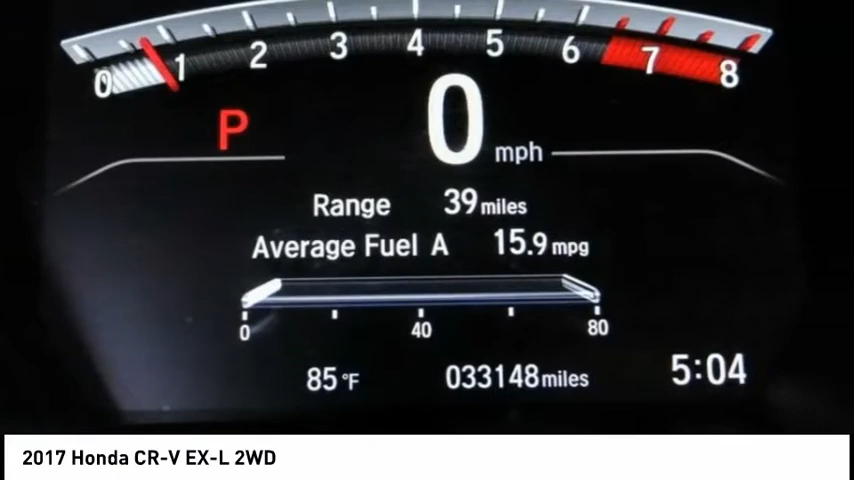 0 1 2 3 4 5 6 7 8
P 0 mph
Range 39 miles
Average Fuel A 15.9 mpg
0 40 80
85 °F 033148 miles 5:04
2017 Honda CR-V EX-L 2WD